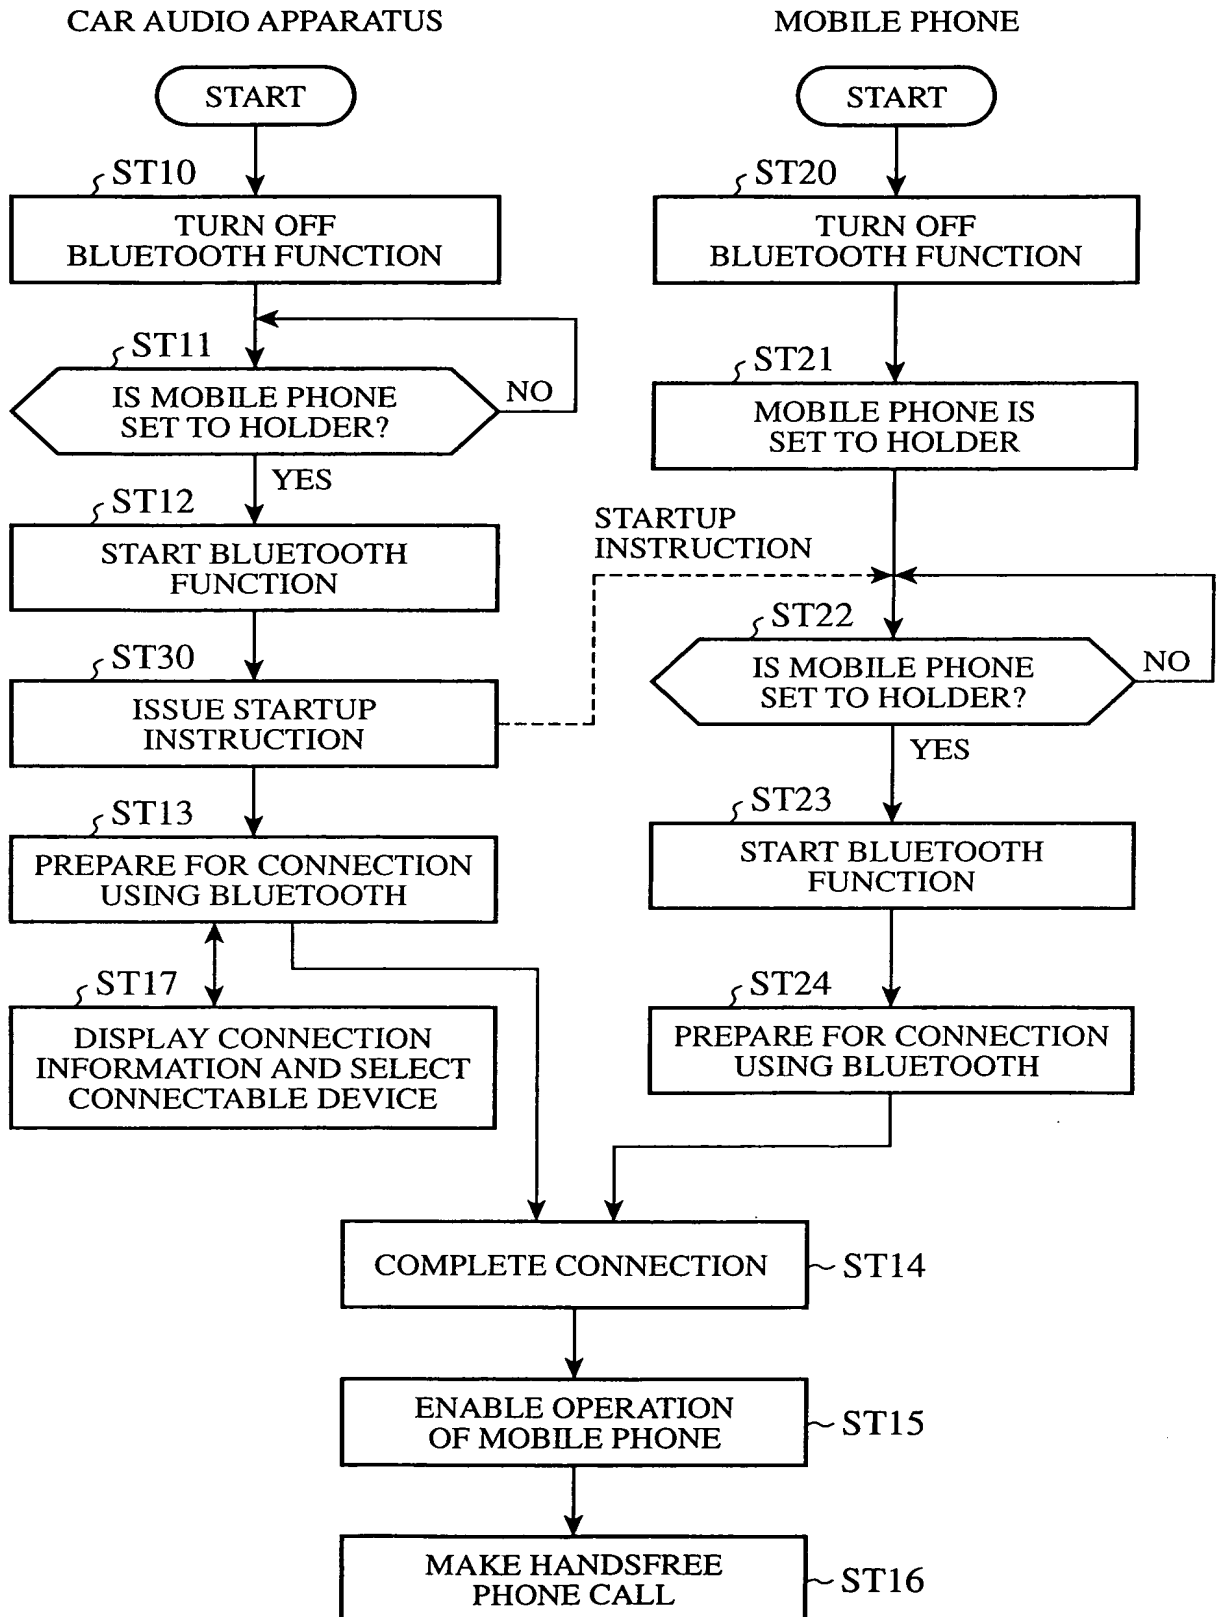 CAR AUDIO APPARATUS
START
ST10
TURN OFF
BLUETOOTH FUNCTION
ST11
IS MOBILE PHONE
SET TO HOLDER?
NO
YES
ST12
START BLUETOOTH
FUNCTION
ST30
ISSUE STARTUP
INSTRUCTION
ST13
PREPARE FOR CONNECTION
USING BLUETOOTH
ST17
DISPLAY CONNECTION
INFORMATION AND SELECT
CONNECTABLE DEVICE
MOBILE PHONE
START
ST20
TURN OFF
BLUETOOTH FUNCTION
ST21
MOBILE PHONE IS
SET TO HOLDER
STARTUP
INSTRUCTION
ST22
IS MOBILE PHONE
SET TO HOLDER?
NO
YES
ST23
START BLUETOOTH
FUNCTION
ST24
PREPARE FOR CONNECTION
USING BLUETOOTH
COMPLETE CONNECTION
ST14
ENABLE OPERATION
OF MOBILE PHONE
ST15
MAKE HANDSFREE
PHONE CALL
ST16